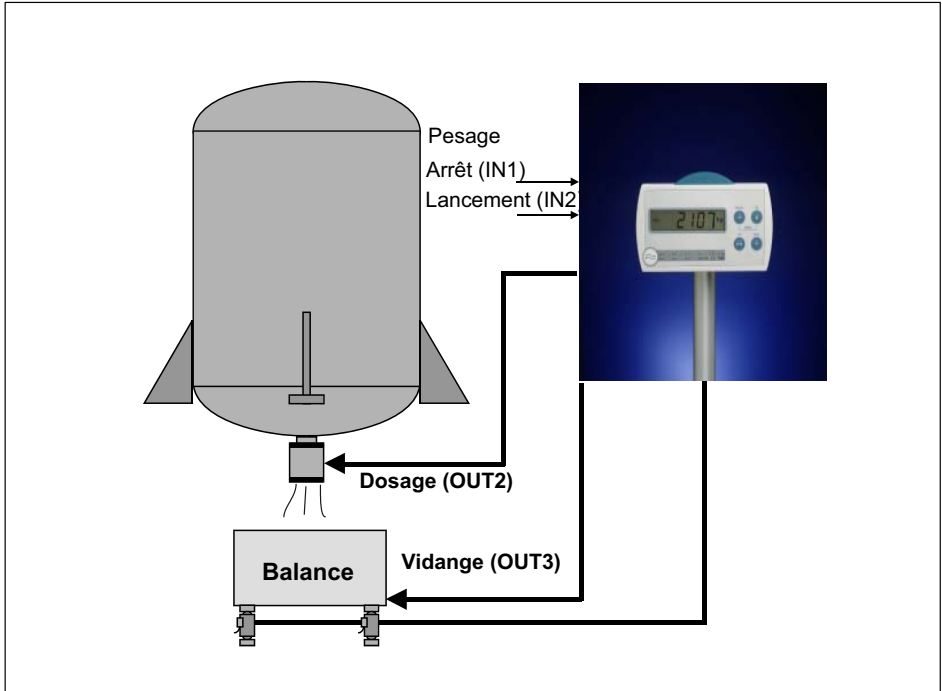 Pesage
Arrêt (IN1)
Lancement (IN2)
2107
Dosage (OUT2)
Vidange (OUT3)
Balance